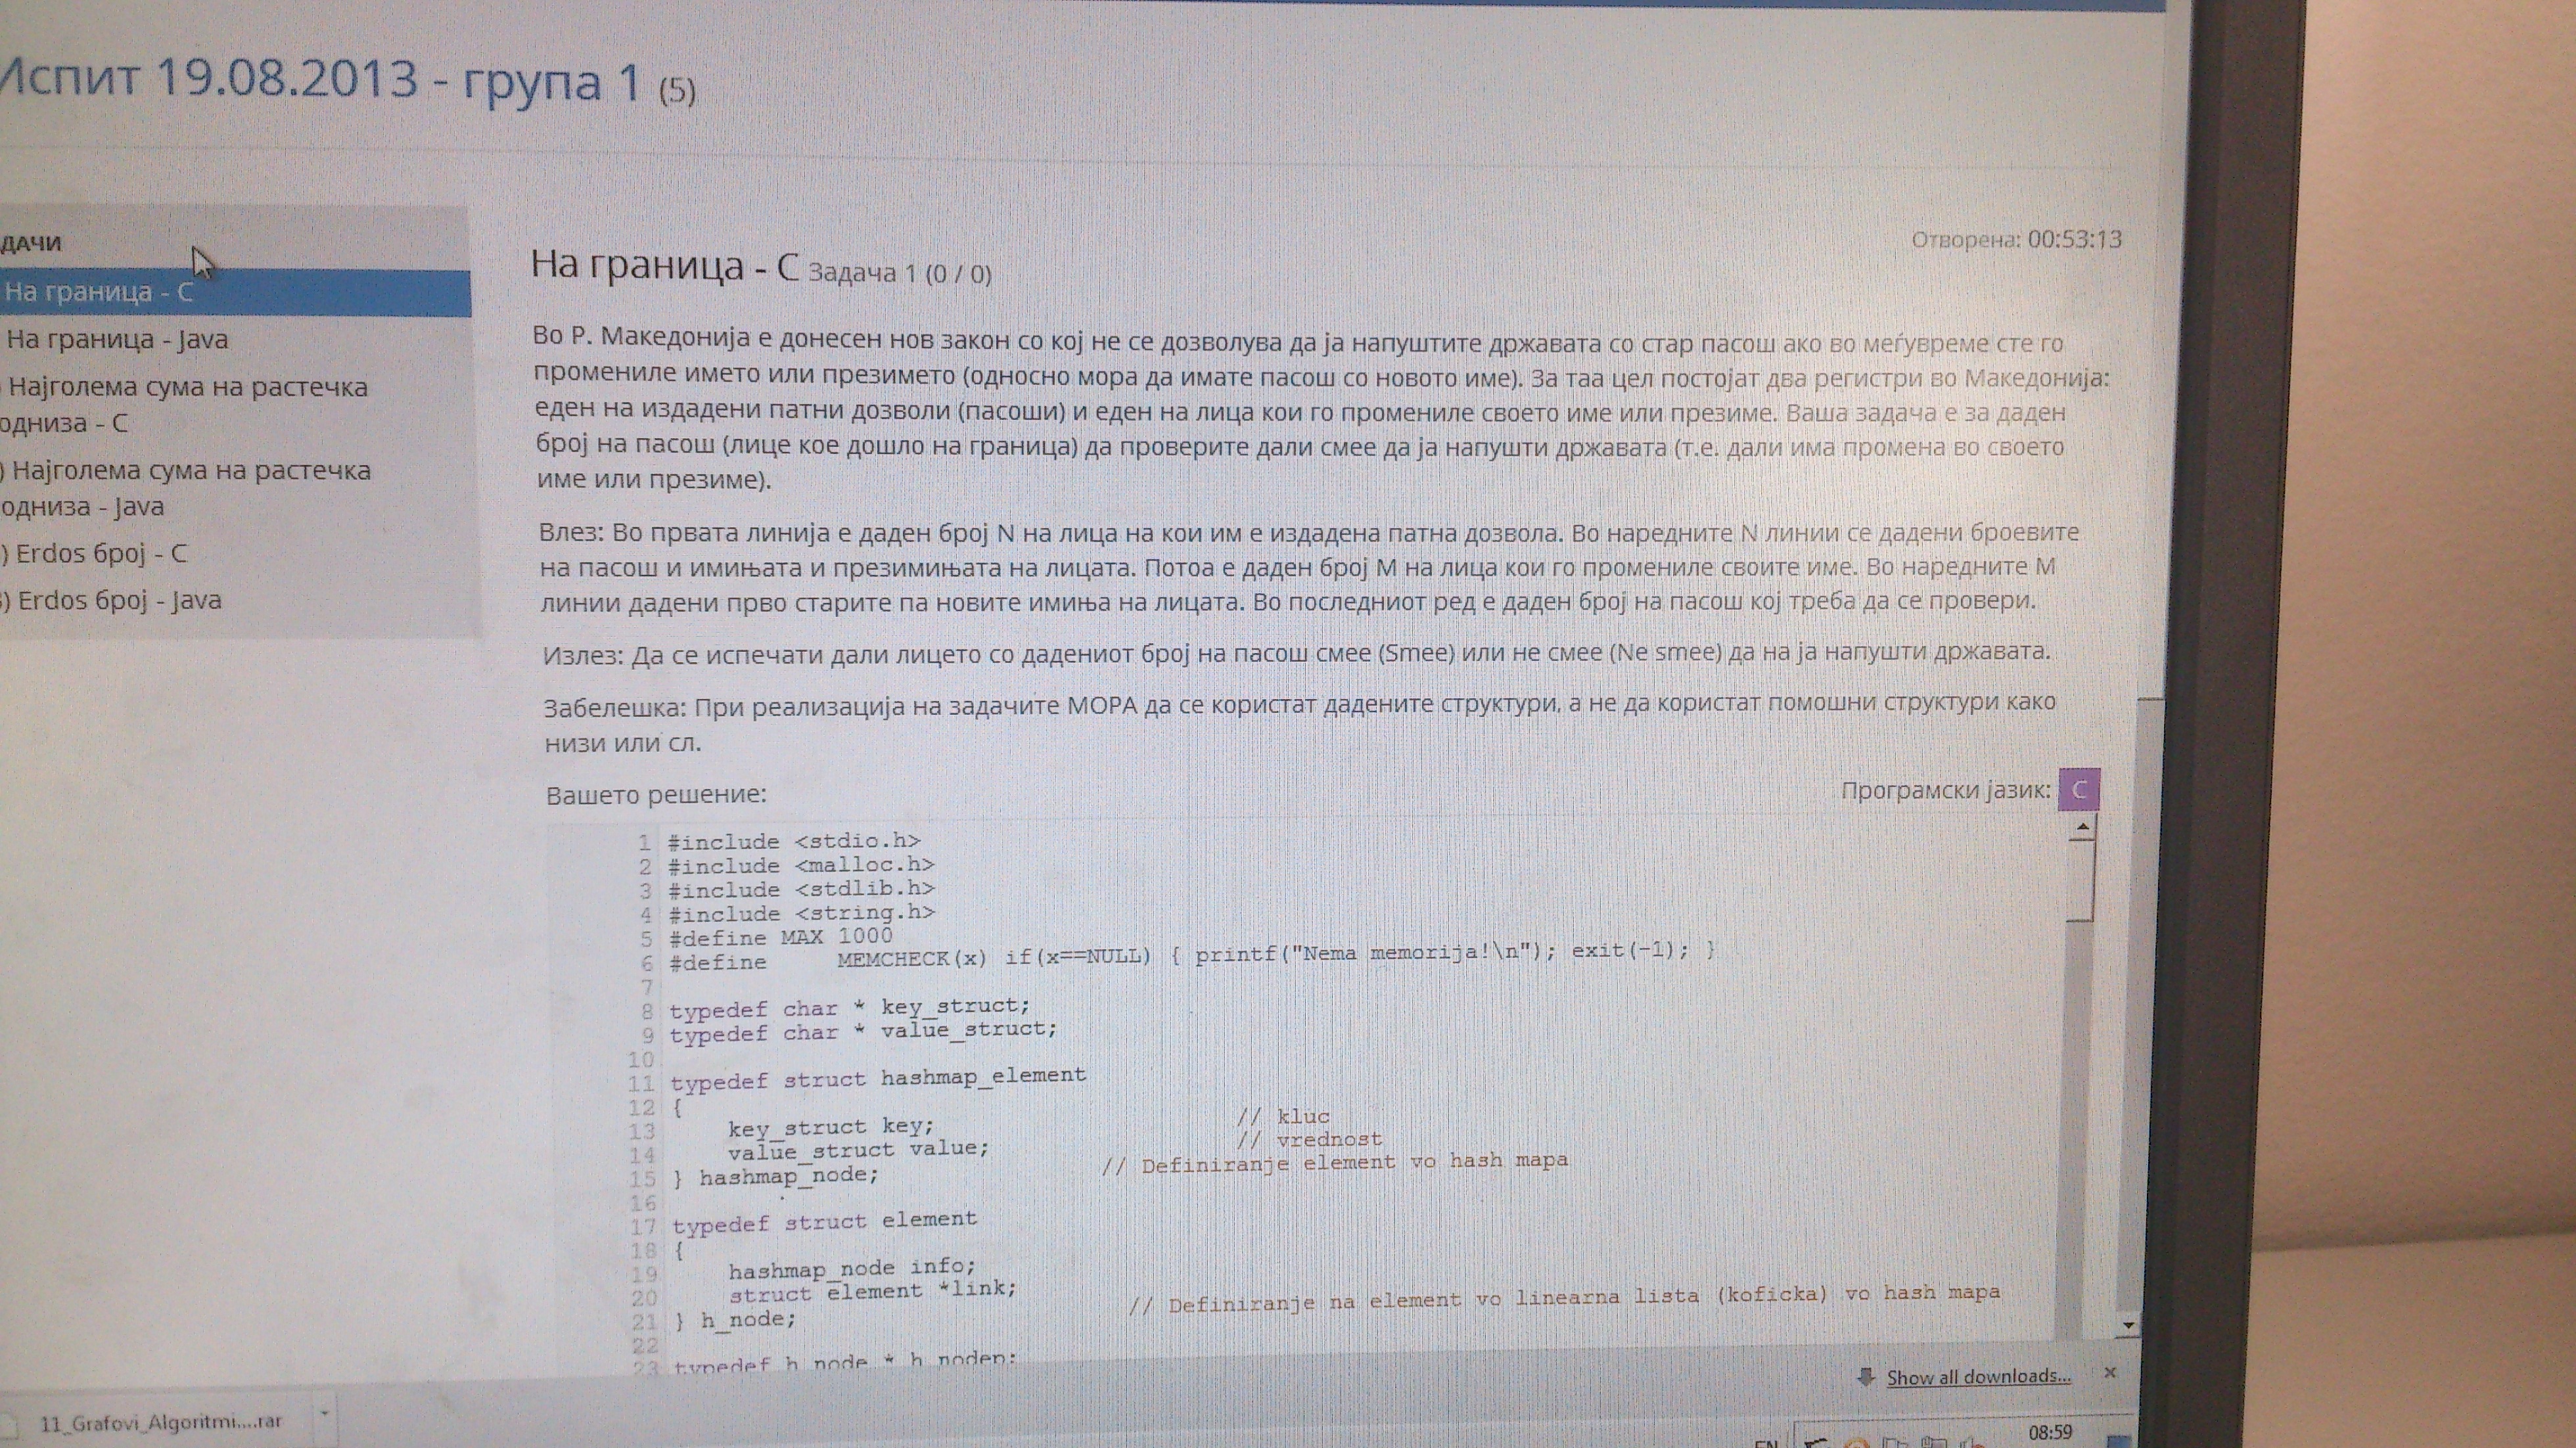 Испит 19.08.2013 - група 1 (5)
ДАЧИ
На граница - C
На граница - Java
Најголема сума на растечка
одниза - C
) Најголема сума на растечка
одниза - Java
) Erdos број - C
) Erdos број - Java
Отворена: 00:53:13
На граница - C Задача 1 (0 / 0)
Во Р. Македонија е донесен нов закон со кој не се дозволува да ја напуштите државата со стар пасош ако во меѓувреме сте го
промениле името или презимето (односно мора да имате пасош со новото име). За таа цел постојат два регистри во Македонија:
еден на издадени патни дозволи (пасоши) и еден на лица кои го промениле своето име или презиме. Ваша задача е за даден
број на пасош (лице кое дошло на граница) да проверите дали смее да ја напушти државата (т.е. дали има промена во своето
име или презиме).
Влез: Во првата линија е даден број N на лица на кои им е издадена патна дозвола. Во наредните N линии се дадени броевите
на пасош и имињата и презимињата на лицата. Потоа е даден број М на лица кои го промениле своите име. Во наредните М
линии дадени прво старите па новите имиња на лицата. Во последниот ред е даден број на пасош кој треба да се провери.
Излез: Да се испечати дали лицето со дадениот број на пасош смее (Smee) или не смее (Ne smee) да на ја напушти државата.
Забелешка: При реализација на задачите МОРА да се користат дадените структури, а не да користат помошни структури како
низи или сл.
Вашето решение:
Програмски јазик: C
1 #include <stdio.h>
2 #include <malloc.h>
3 #include <stdlib.h>
4 #include <string.h>
5 #define MAX 1000
6 #define MEMCHECK(x) if(x==NULL) { printf("Nema memorija!\n"); exit(-1); }
7
8 typedef char * key_struct;
9 typedef char * value_struct;
10
11 typedef struct hashmap_element
12 {
13 key_struct key; // kluc
14 value_struct value; // vrednost
15 } hashmap_node; // Definiranje element vo hash mapa
16
17 typedef struct element
18 {
19 hashmap_node info;
20 struct element *link;
21 } h_node; // Definiranje na element vo linearna lista (koficka) vo hash mapa
22
23 typedef h_node * h_nodep;
Show all downloads...
11_Grafovi_Algoritmi....rar
EN
08:59